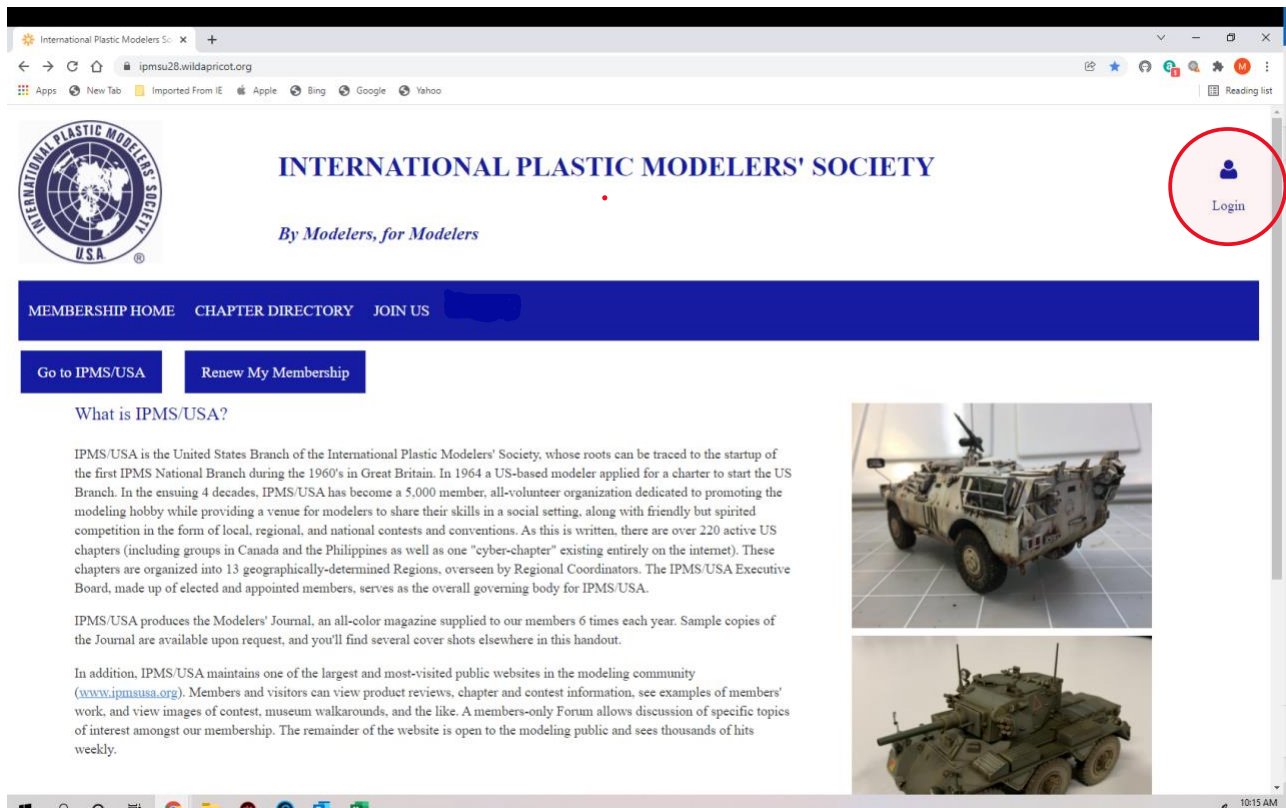 International Plastic Modelers So
ipmsu28.wildapricot.org
M
Apps New Tab Imported From IE Apple Bing Google Yahoo
Reading list
INTERNATIONAL PLASTIC MODELERS' SOCIETY
U.S.A. ®
INTERNATIONAL PLASTIC MODELERS' SOCIETY
Login
By Modelers, for Modelers
MEMBERSHIP HOME CHAPTER DIRECTORY JOIN US
Go to IPMS/USA Renew My Membership
What is IPMS/USA?
IPMS/USA is the United States Branch of the International Plastic Modelers' Society, whose roots can be traced to the startup of
the first IPMS National Branch during the 1960's in Great Britain. In 1964 a US-based modeler applied for a charter to start the US
Branch. In the ensuing 4 decades, IPMS/USA has become a 5,000 member, all-volunteer organization dedicated to promoting the
modeling hobby while providing a venue for modelers to share their skills in a social setting, along with friendly but spirited
competition in the form of local, regional, and national contests and conventions. As this is written, there are over 220 active US
chapters (including groups in Canada and the Philippines as well as one "cyber-chapter" existing entirely on the internet). These
chapters are organized into 13 geographically-determined Regions, overseen by Regional Coordinators. The IPMS/USA Executive
Board, made up of elected and appointed members, serves as the overall governing body for IPMS/USA.
IPMS/USA produces the Modelers' Journal, an all-color magazine supplied to our members 6 times each year. Sample copies of
the Journal are available upon request, and you'll find several cover shots elsewhere in this handout.
In addition, IPMS/USA maintains one of the largest and most-visited public websites in the modeling community
(www.ipmsusa.org). Members and visitors can view product reviews, chapter and contest information, see examples of members'
work, and view images of contest, museum walkarounds, and the like. A members-only Forum allows discussion of specific topics
of interest amongst our membership. The remainder of the website is open to the modeling public and sees thousands of hits
weekly.
UN
10:15 AM